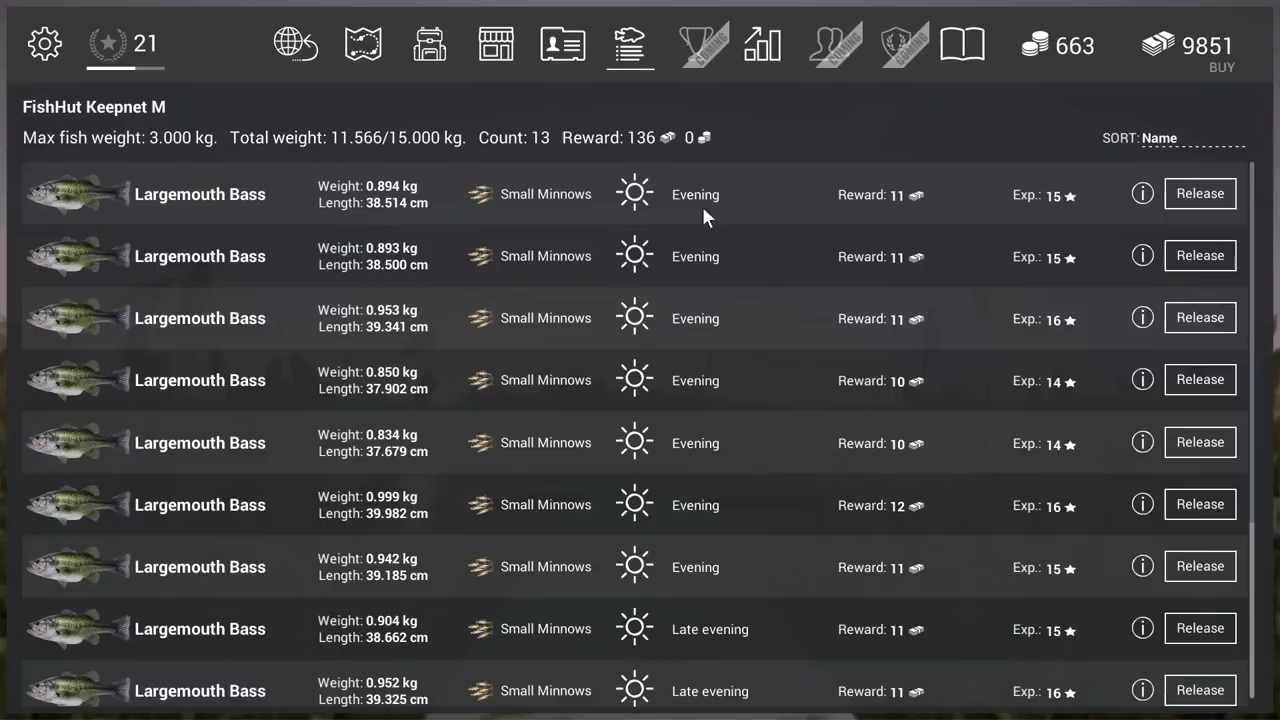 21
COMING
COMING
COMING
663
9851
BUY
FishHut Keepnet M
Max fish weight: 3.000 kg. Total weight: 11.566/15.000 kg. Count: 13 Reward: 136 0
SORT: Name
Largemouth Bass Weight: 0.894 kg Small Minnows Evening Reward: 11 Exp.: 15 Release
Length: 38.514 cm
Largemouth Bass Weight: 0.893 kg Small Minnows Evening Reward: 11 Exp.: 15 Release
Length: 38.500 cm
Largemouth Bass Weight: 0.953 kg Small Minnows Evening Reward: 11 Exp.: 16 Release
Length: 39.341 cm
Largemouth Bass Weight: 0.850 kg Small Minnows Evening Reward: 10 Exp.: 14 Release
Length: 37.902 cm
Largemouth Bass Weight: 0.834 kg Small Minnows Evening Reward: 10 Exp.: 14 Release
Length: 37.679 cm
Largemouth Bass Weight: 0.999 kg Small Minnows Evening Reward: 12 Exp.: 16 Release
Length: 39.982 cm
Largemouth Bass Weight: 0.942 kg Small Minnows Evening Reward: 11 Exp.: 15 Release
Length: 39.185 cm
Largemouth Bass Weight: 0.904 kg Small Minnows Late evening Reward: 11 Exp.: 15 Release
Length: 38.662 cm
Largemouth Bass Weight: 0.952 kg Small Minnows Late evening Reward: 11 Exp.: 16 Release
Length: 39.325 cm